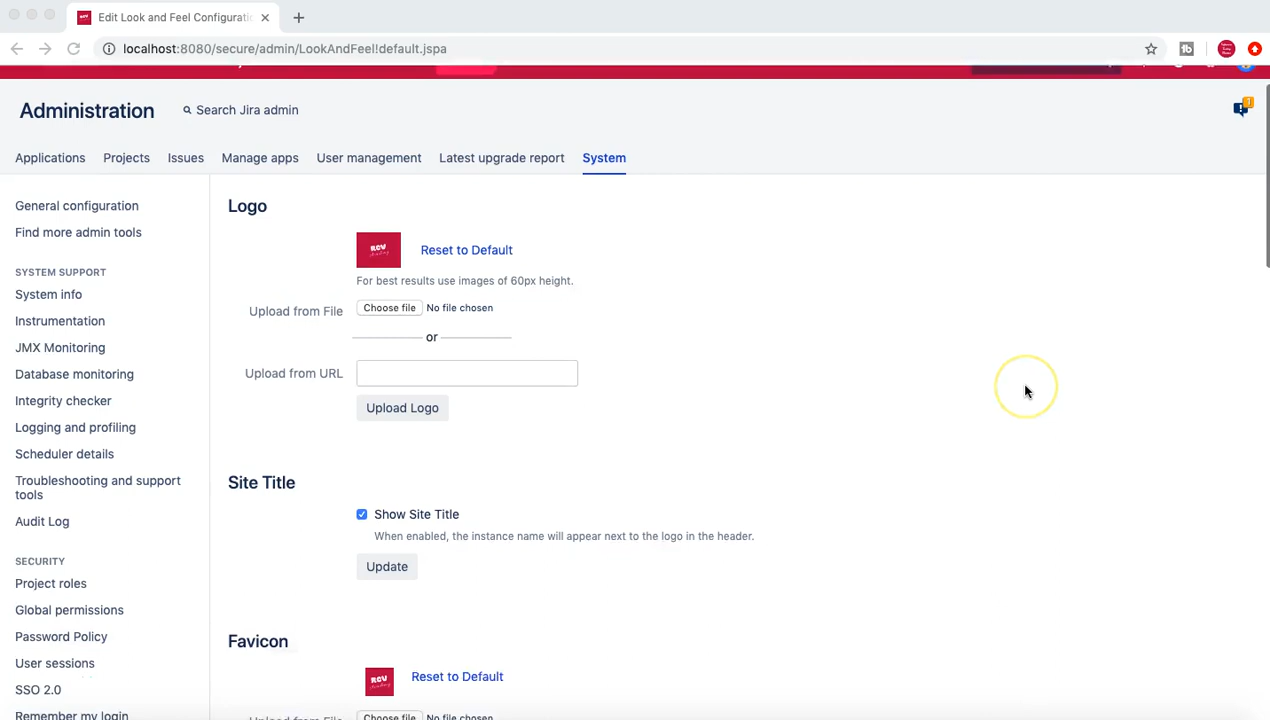 Edit Look and Feel Configurati
localhost:8080/secure/admin/LookAndFeel!default.jspa
Administration
Search Jira admin
Applications Projects Issues Manage apps User management Latest upgrade report System
General configuration
Find more admin tools
SYSTEM SUPPORT
System info
Instrumentation
JMX Monitoring
Database monitoring
Integrity checker
Logging and profiling
Scheduler details
Troubleshooting and support
tools
Audit Log
SECURITY
Project roles
Global permissions
Password Policy
User sessions
SSO 2.0
Remember my login
Logo
RCV
Reset to Default
For best results use images of 60px height.
Upload from File Choose file No file chosen
or
Upload from URL
Upload Logo
Site Title
Show Site Title
When enabled, the instance name will appear next to the logo in the header.
Update
Favicon
RCV
Reset to Default
Upload from File Choose file No file chosen